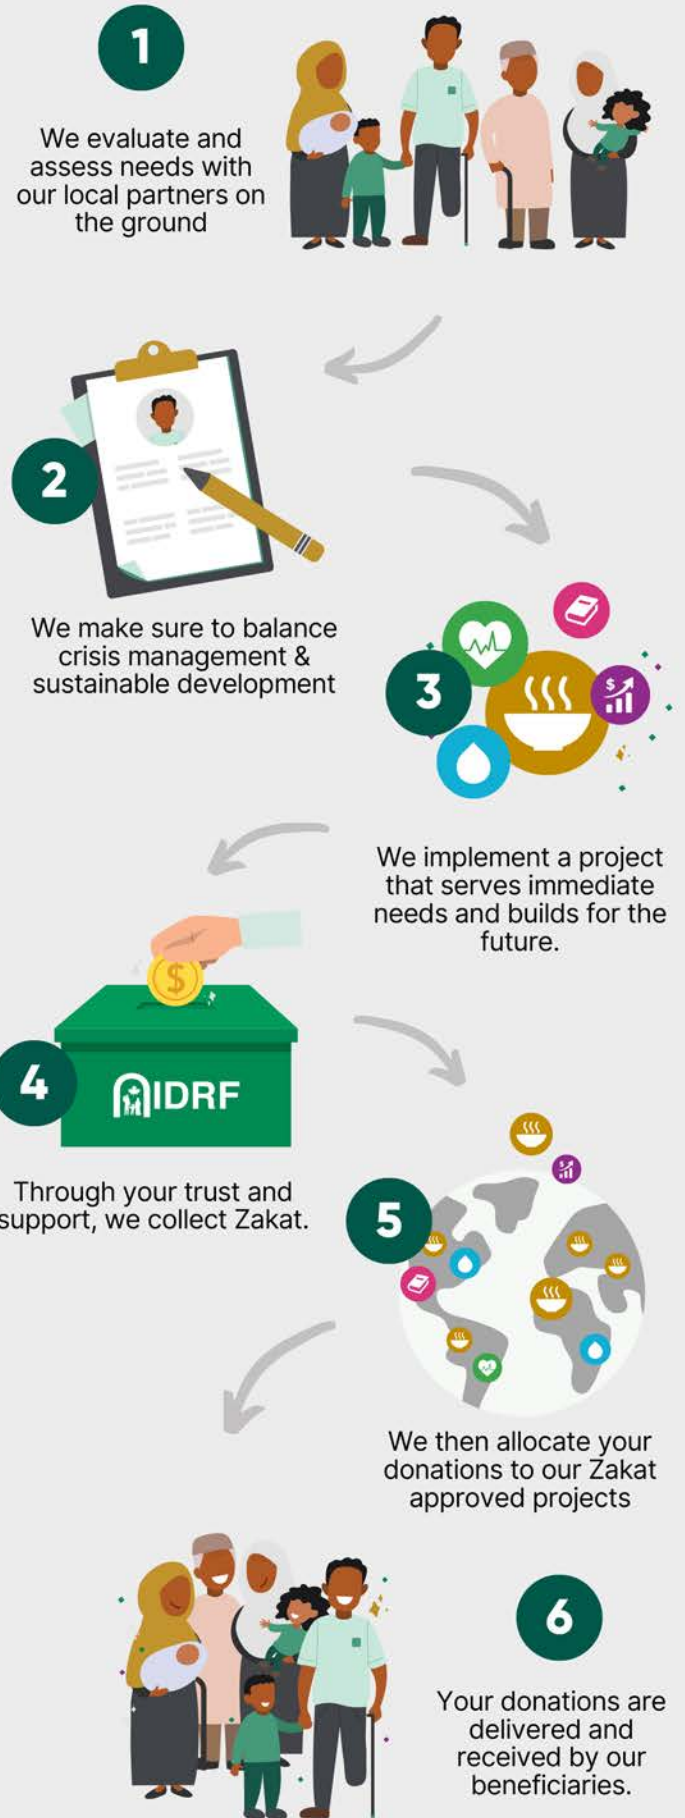 1
We evaluate and
assess needs with
our local partners on
the ground
2
We make sure to balance
crisis management &
sustainable development
3
$
We implement a project
that serves immediate
needs and builds for the
future.
$
4
IDRF
Through your trust and
support, we collect Zakat.
5
We then allocate your
donations to our Zakat
approved projects
6
Your donations are
delivered and
received by our
beneficiaries.